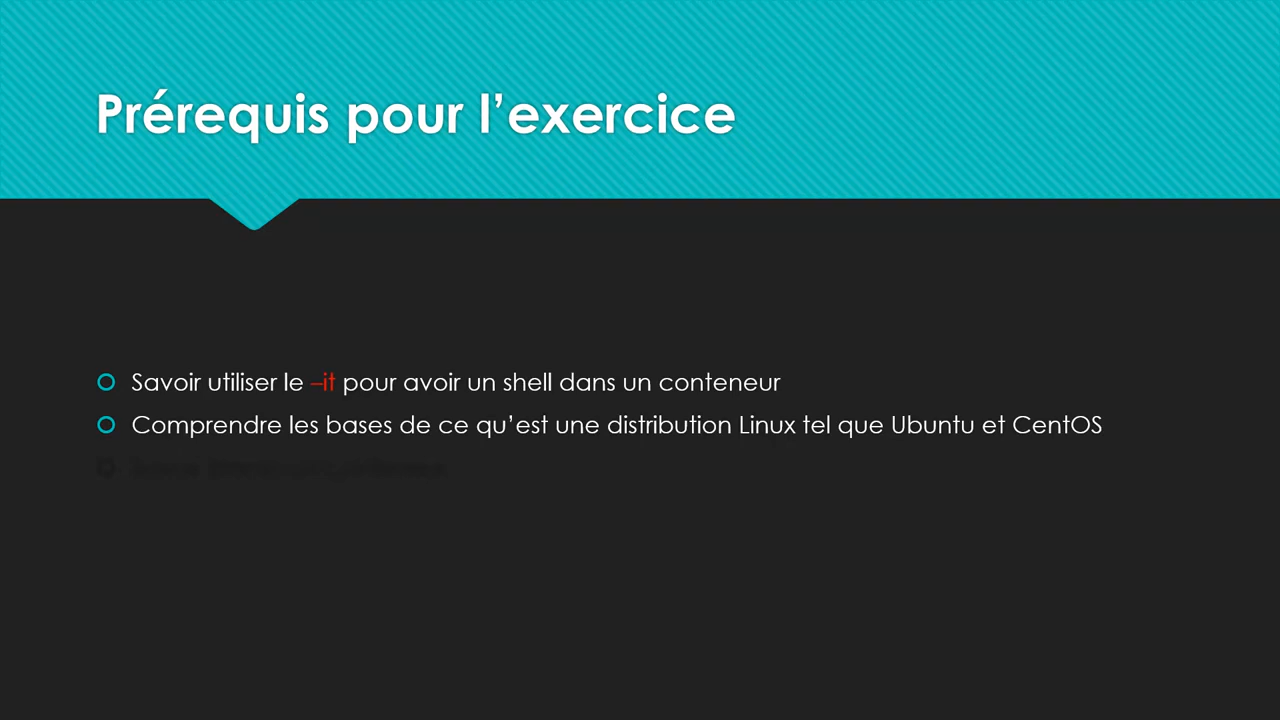 Prérequis pour l’exercice
Savoir utiliser le –it pour avoir un shell dans un conteneur
Comprendre les bases de ce qu’est une distribution Linux tel que Ubuntu et CentOS